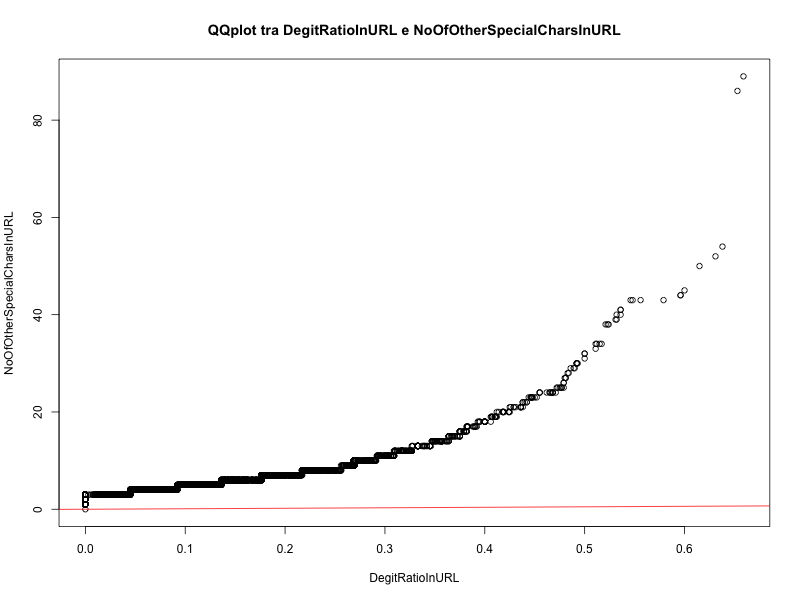 QQplot tra DegitRatioInURL e NoOfOtherSpecialCharsInURL
NoOfOtherSpecialCharsInURL
80
60
40
20
0
0.0 0.1 0.2 0.3 0.4 0.5 0.6
DegitRatioInURL